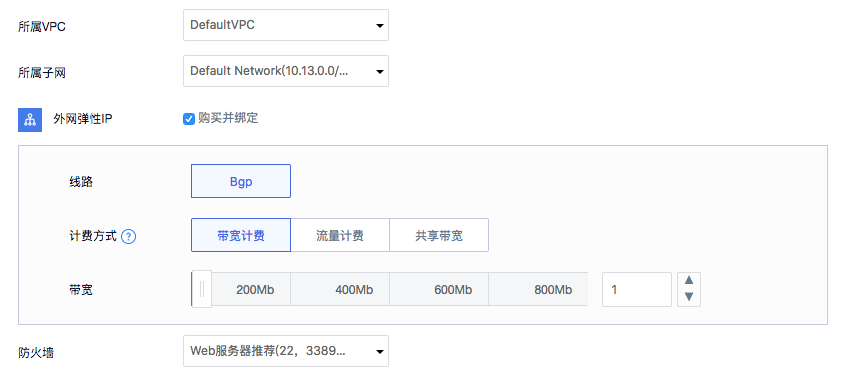 所属VPC DefaultVPC
所属子网 Default Network(10.13.0.0/...
外网弹性IP 购买并绑定
线路 Bgp
计费方式 ? 带宽计费 流量计费 共享带宽
带宽 200Mb 400Mb 600Mb 800Mb 1
防火墙 Web服务器推荐(22，3389...